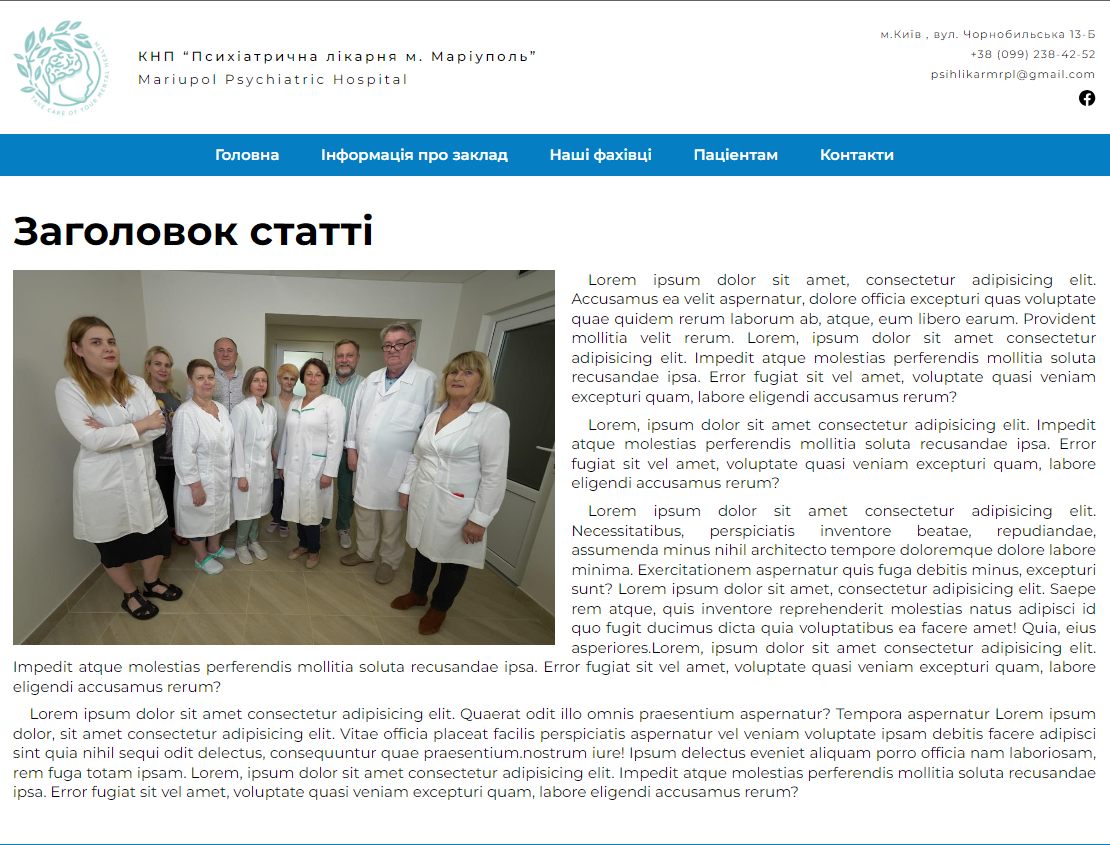 TAKE CARE OF YOUR MENTAL HEALTH
КНП “Психіатрична лікарня м. Маріуполь”
Mariupol Psychiatric Hospital
м.Київ , вул. Чорнобильська 13-Б
+38 (099) 238-42-52
psihlikarmrpl@gmail.com
Головна Інформація про заклад Наші фахівці Паціентам Контакти
Заголовок статті
Lorem ipsum dolor sit amet, consectetur adipisicing elit.
Accusamus ea velit aspernatur, dolore officia excepturi quas voluptate
quae quidem rerum laborum ab, atque, eum libero earum. Provident
mollitia velit rerum. Lorem, ipsum dolor sit amet consectetur
adipisicing elit. Impedit atque molestias perferendis mollitia soluta
recusandae ipsa. Error fugiat sit vel amet, voluptate quasi veniam
excepturi quam, labore eligendi accusamus rerum?
Lorem, ipsum dolor sit amet consectetur adipisicing elit. Impedit
atque molestias perferendis mollitia soluta recusandae ipsa. Error
fugiat sit vel amet, voluptate quasi veniam excepturi quam, labore
eligendi accusamus rerum?
Lorem ipsum dolor sit amet consectetur adipisicing elit.
Necessitatibus, perspiciatis inventore beatae, repudiandae,
assumenda minus nihil architecto tempore doloremque dolore labore
minima. Exercitationem aspernatur quis fuga debitis minus, excepturi
sunt? Lorem ipsum dolor sit amet, consectetur adipisicing elit. Saepe
rem atque, quis inventore reprehenderit molestias natus adipisci id
quo fugit ducimus dicta quia voluptatibus ea facere amet! Quia, eius
asperiores.Lorem, ipsum dolor sit amet consectetur adipisicing elit.
Impedit atque molestias perferendis mollitia soluta recusandae ipsa. Error fugiat sit vel amet, voluptate quasi veniam excepturi quam, labore
eligendi accusamus rerum?
Lorem ipsum dolor sit amet consectetur adipisicing elit. Quaerat odit illo omnis praesentium aspernatur? Tempora aspernatur Lorem ipsum
dolor, sit amet consectetur adipisicing elit. Vitae officia placeat facilis perspiciatis aspernatur vel veniam voluptate ipsam debitis facere adipisci
sint quia nihil sequi odit delectus, consequuntur quae praesentium.nostrum iure! Ipsum delectus eveniet aliquam porro officia nam laboriosam,
rem fuga totam ipsam. Lorem, ipsum dolor sit amet consectetur adipisicing elit. Impedit atque molestias perferendis mollitia soluta recusandae
ipsa. Error fugiat sit vel amet, voluptate quasi veniam excepturi quam, labore eligendi accusamus rerum?